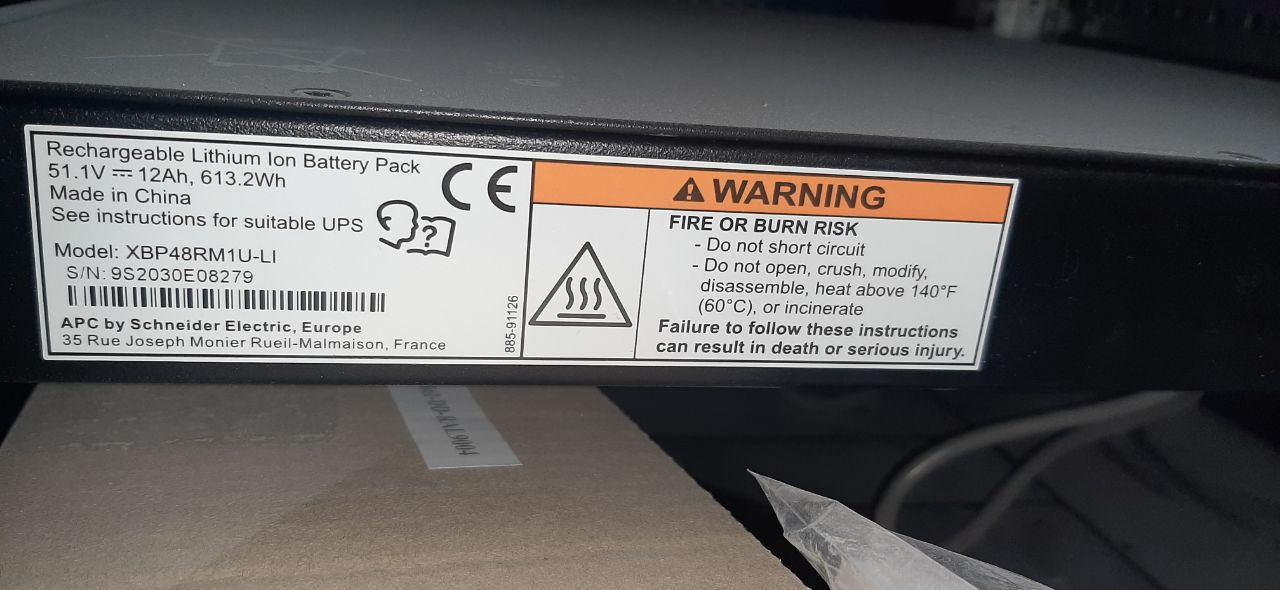 Rechargeable Lithium Ion Battery Pack
51.1V ⎓ 12Ah, 613.2Wh
Made in China
See instructions for suitable UPS
CE
?
Model: XBP48RM1U-LI
S/N: 9S2030E08279
APC by Schneider Electric, Europe
35 Rue Joseph Monier Rueil-Malmaison, France
885-91126
WARNING
FIRE OR BURN RISK
- Do not short circuit
- Do not open, crush, modify,
disassemble, heat above 140°F
(60°C), or incinerate
Failure to follow these instructions
can result in death or serious injury.